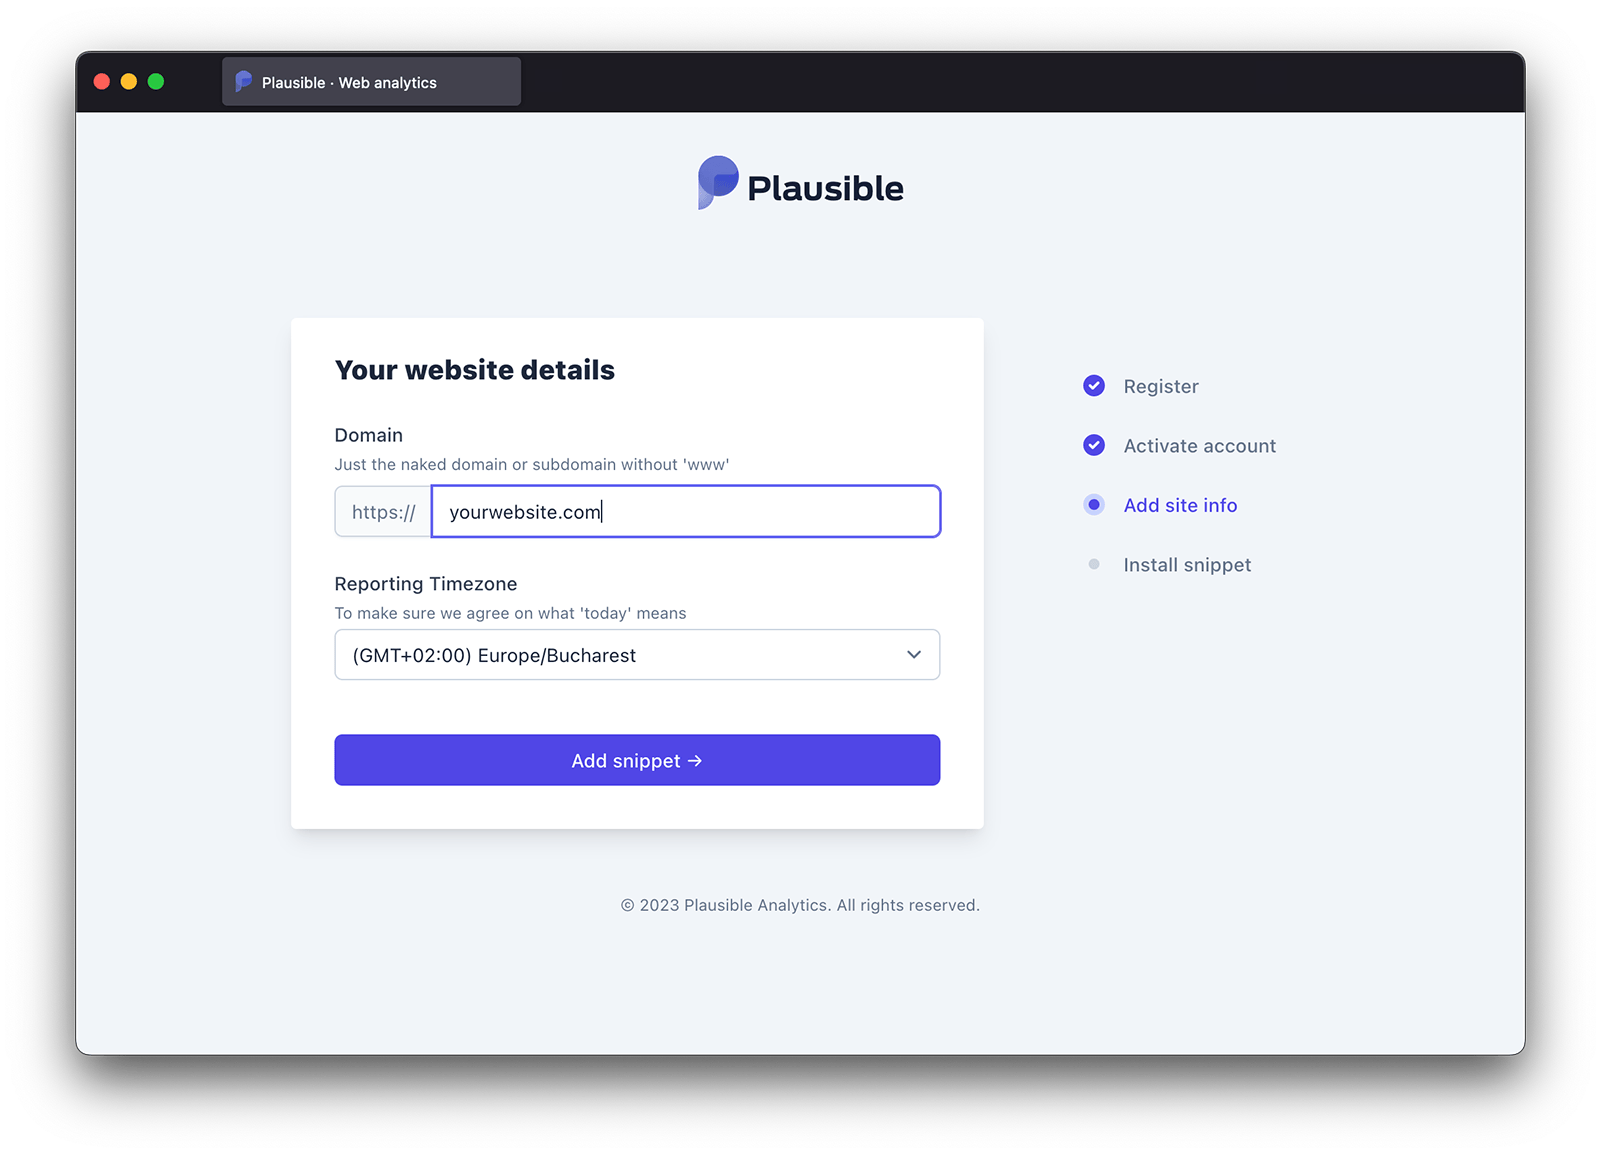 Plausible · Web analytics
Plausible
Your website details
Domain
Just the naked domain or subdomain without 'www'
https:// yourwebsite.com
Reporting Timezone
To make sure we agree on what 'today' means
(GMT+02:00) Europe/Bucharest
Add snippet →
Register
Activate account
Add site info
Install snippet
© 2023 Plausible Analytics. All rights reserved.